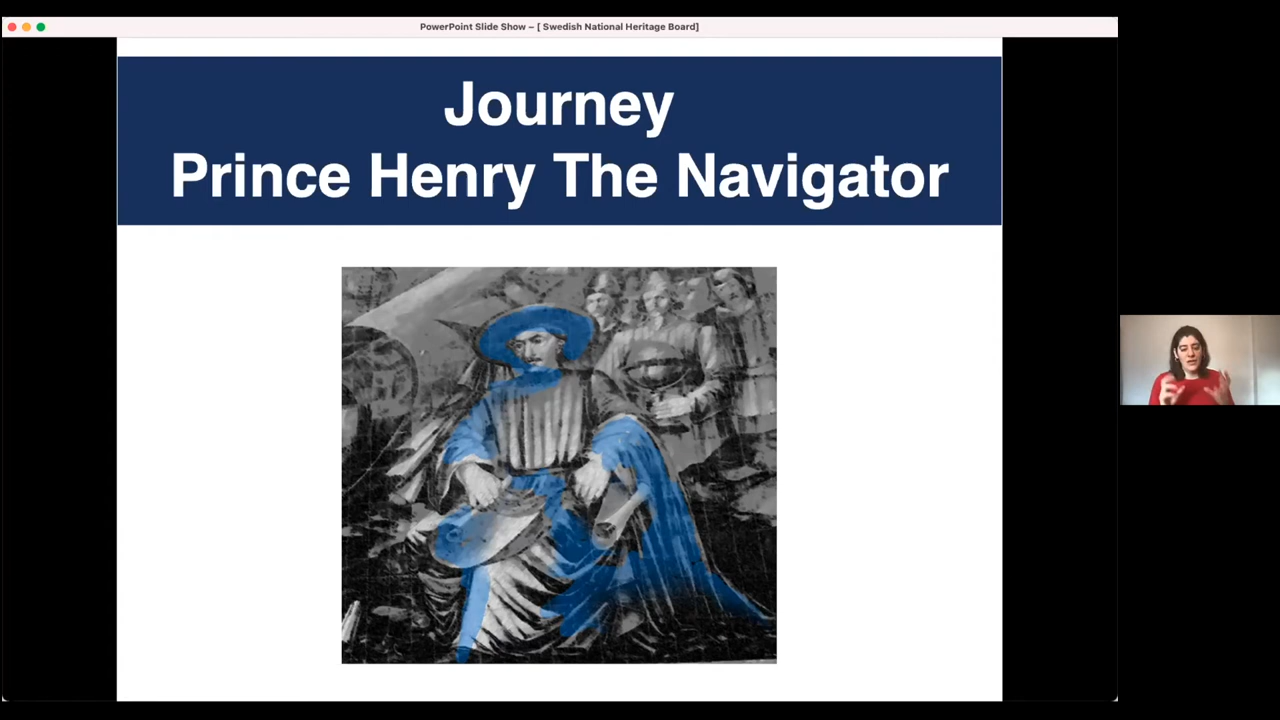 PowerPoint Slide Show – [ Swedish National Heritage Board]
Journey
Prince Henry The Navigator